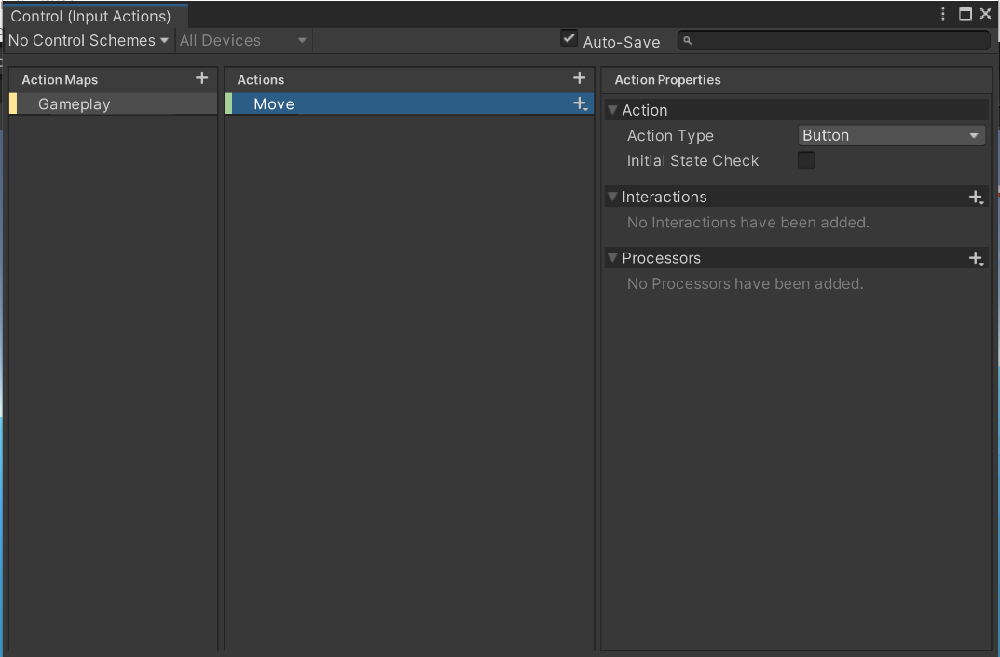 Control (Input Actions)
No Control Schemes All Devices Auto-Save
Action Maps
Gameplay
Actions
Move
Action Properties
Action
Action Type Button
Initial State Check
Interactions
No Interactions have been added.
Processors
No Processors have been added.